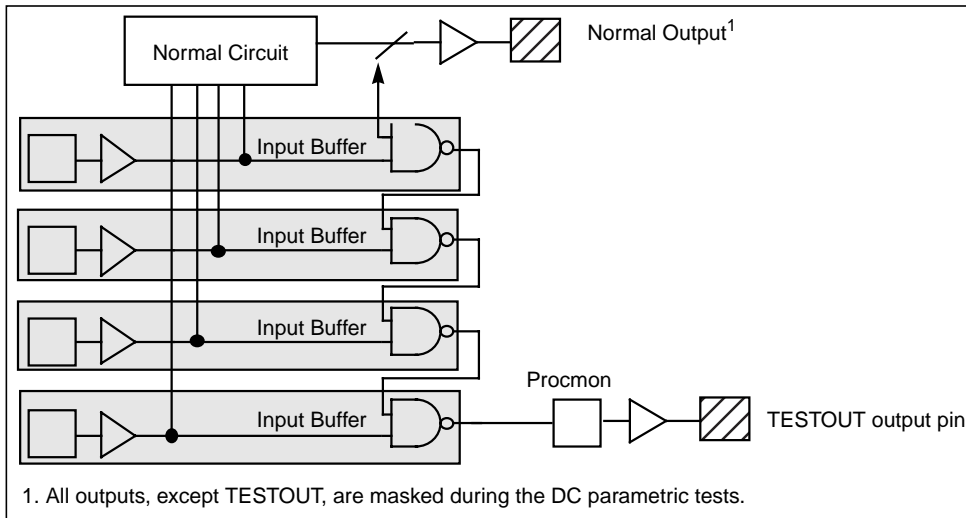 Normal Circuit
Normal Output1
Input Buffer
Input Buffer
Input Buffer
Procmon
Input Buffer
TESTOUT output pin
1. All outputs, except TESTOUT, are masked during the DC parametric tests.